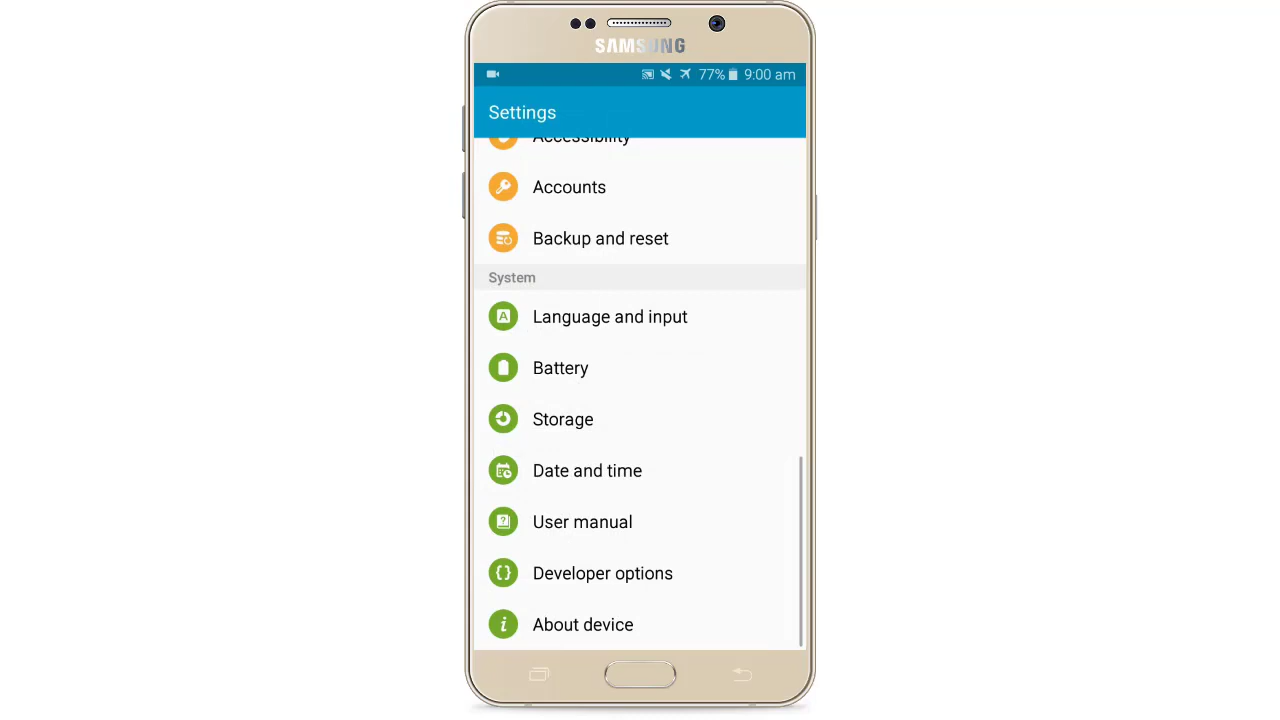 SAMSUNG
77% 9:00 am
Settings
Accessibility
Accounts
Backup and reset
System
A Language and input
Battery
Storage
Date and time
? User manual
{} Developer options
i About device